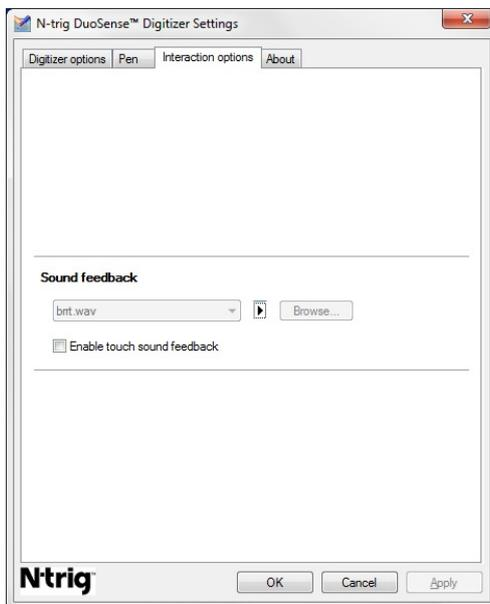 N-trig DuoSense™ Digitizer Settings
Digitizer options Pen Interaction options About
Sound feedback
brrt.wav Browse...
Enable touch sound feedback
N-trig
OK Cancel Apply